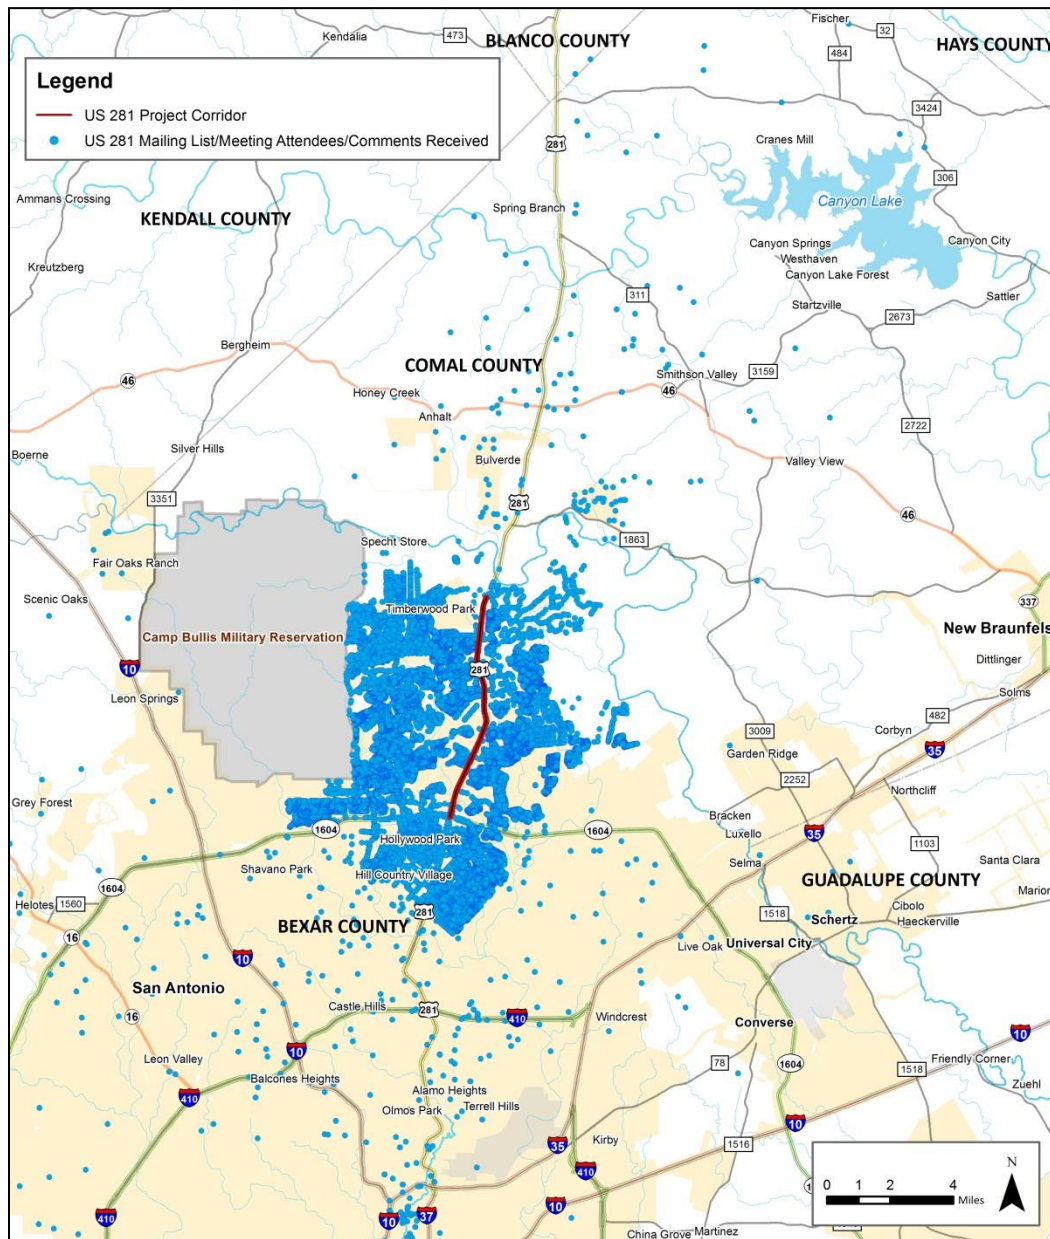 Fischer
32
Kendalia
473
BLANCO COUNTY
HAYS COUNTY
484
Legend
US 281 Project Corridor
US 281 Mailing List/Meeting Attendees/Comments Received
3424
281
Cranes Mill
306
Ammans Crossing
KENDALL COUNTY
Spring Branch
Canyon Lake
Canyon Springs
Canyon City
Westhaven
Kreutzberg
Canyon Lake Forest
311
Sattler
Startzville
2673
Bergheim
COMAL COUNTY
46
Smithson Valley
3159
Honey Creek
46
Anhalt
2722
Silver Hills
Boerne
Bulverde
Valley View
3351
281
46
Specht Store
1863
Fair Oaks Ranch
Scenic Oaks
Timberwood Park
337
Camp Bullis Military Reservation
New Braunfels
10
281
Dittlinger
Leon Springs
Solms
482
3009
Corbyn
35
Garden Ridge
2252
Northcliff
Grey Forest
Bracken
1604
1604
Luxello
35
Hollywood Park
1103
Shavano Park
Selma
Santa Clara
Hill Country Village
1604
GUADALUPE COUNTY
Marion
Helotes
1560
281
Cibolo
1518
Schertz
Haeckerville
BEXAR COUNTY
16
Live Oak
Universal City
10
San Antonio
Castle Hills
281
410
Windcrest
16
Converse
10
10
Leon Valley
78
1604
Friendly Corner
Balcones Heights
1518
Zuehl
410
Alamo Heights
Olmos Park
Terrell Hills
10
35
Kirby
1516
410
N
0
1
2
4
Miles
410
10
37
10
China Grove
Martinez